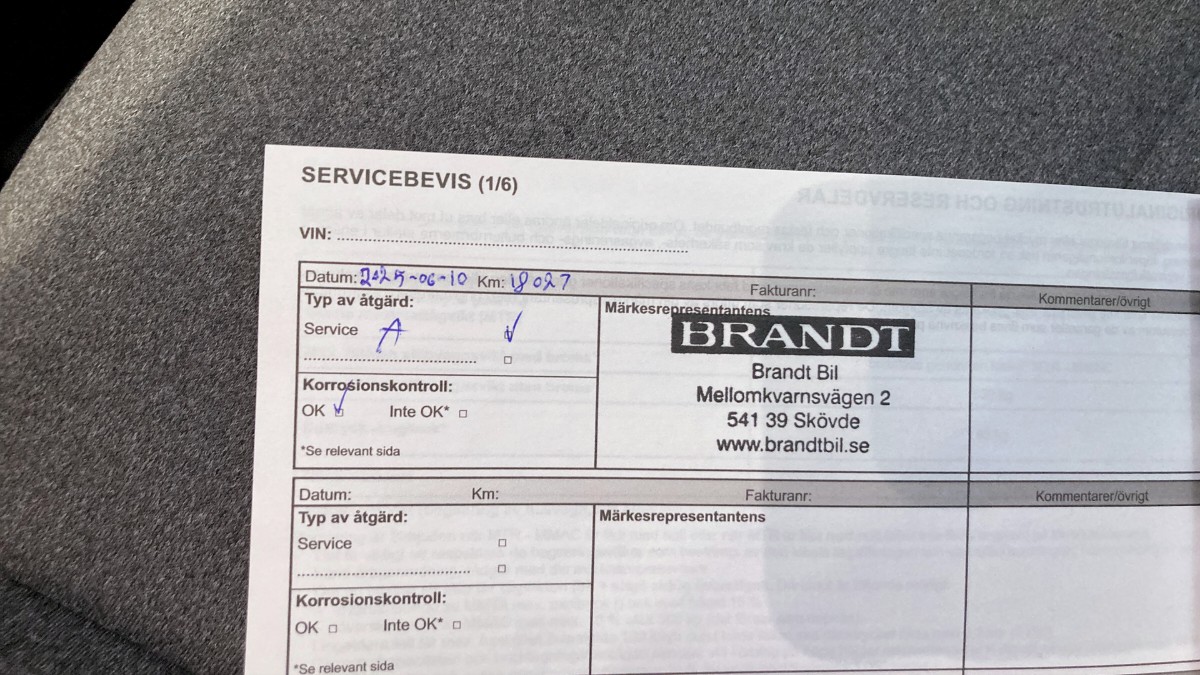 SERVICEBEVIS (1/6)
VIN:
Datum: 2025-06-10 Km: 18027 Fakturanr: Kommentarer/övrigt
Typ av åtgärd:
Märkesrepresentantens
Service A
BRANDT
Brandt Bil
Korrosionskontroll:
Mellomkvarnsvägen 2
OK Inte OK*
541 39 Skövde
*Se relevant sida
www.brandtbil.se
Datum: Km: Fakturanr: Kommentarer/övrigt
Typ av åtgärd:
Märkesrepresentantens
Service
Korrosionskontroll:
OK Inte OK*
*Se relevant sida